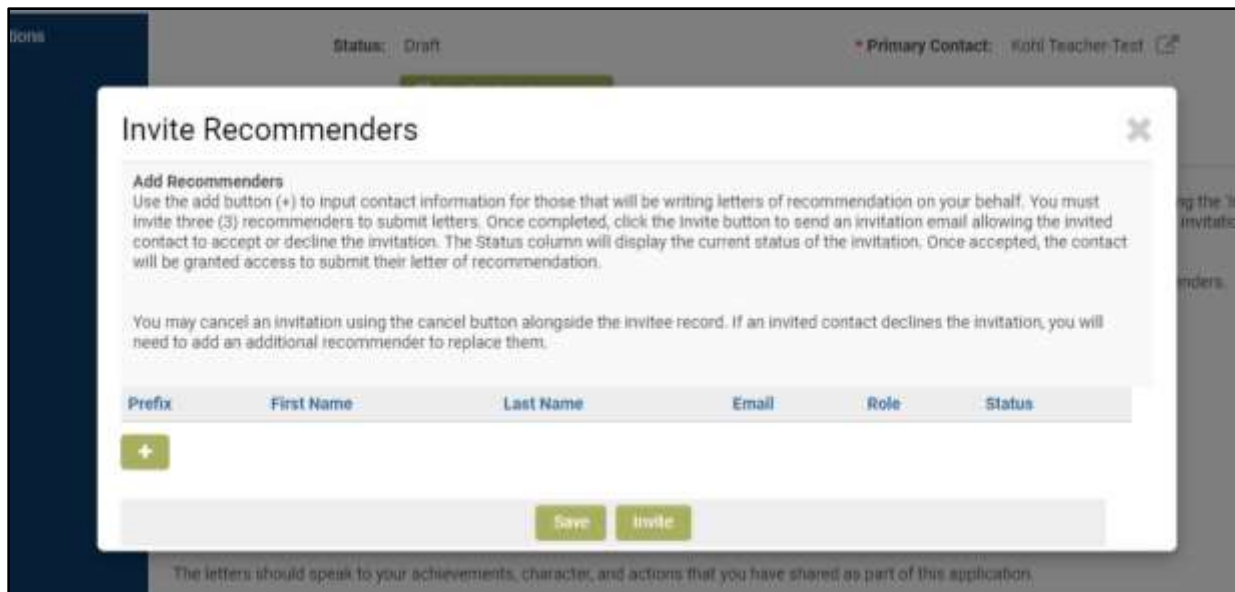 tions
Status: Draft
* Primary Contact: Kohl Teacher Test
Invite Recommenders
Add Recommenders
Use the add button (+) to input contact information for those that will be writing letters of recommendation on your behalf. You must
invite three (3) recommenders to submit letters. Once completed, click the Invite button to send an invitation email allowing the invited
contact to accept or decline the invitation. The Status column will display the current status of the invitation. Once accepted, the contact
will be granted access to submit their letter of recommendation.
You may cancel an invitation using the cancel button alongside the invitee record. If an invited contact declines the invitation, you will
need to add an additional recommender to replace them.
ng the
invitatio
nders.
Prefix First Name Last Name Email Role Status
+
Save Invite
The letters should speak to your achievements, character, and actions that you have shared as part of this application.